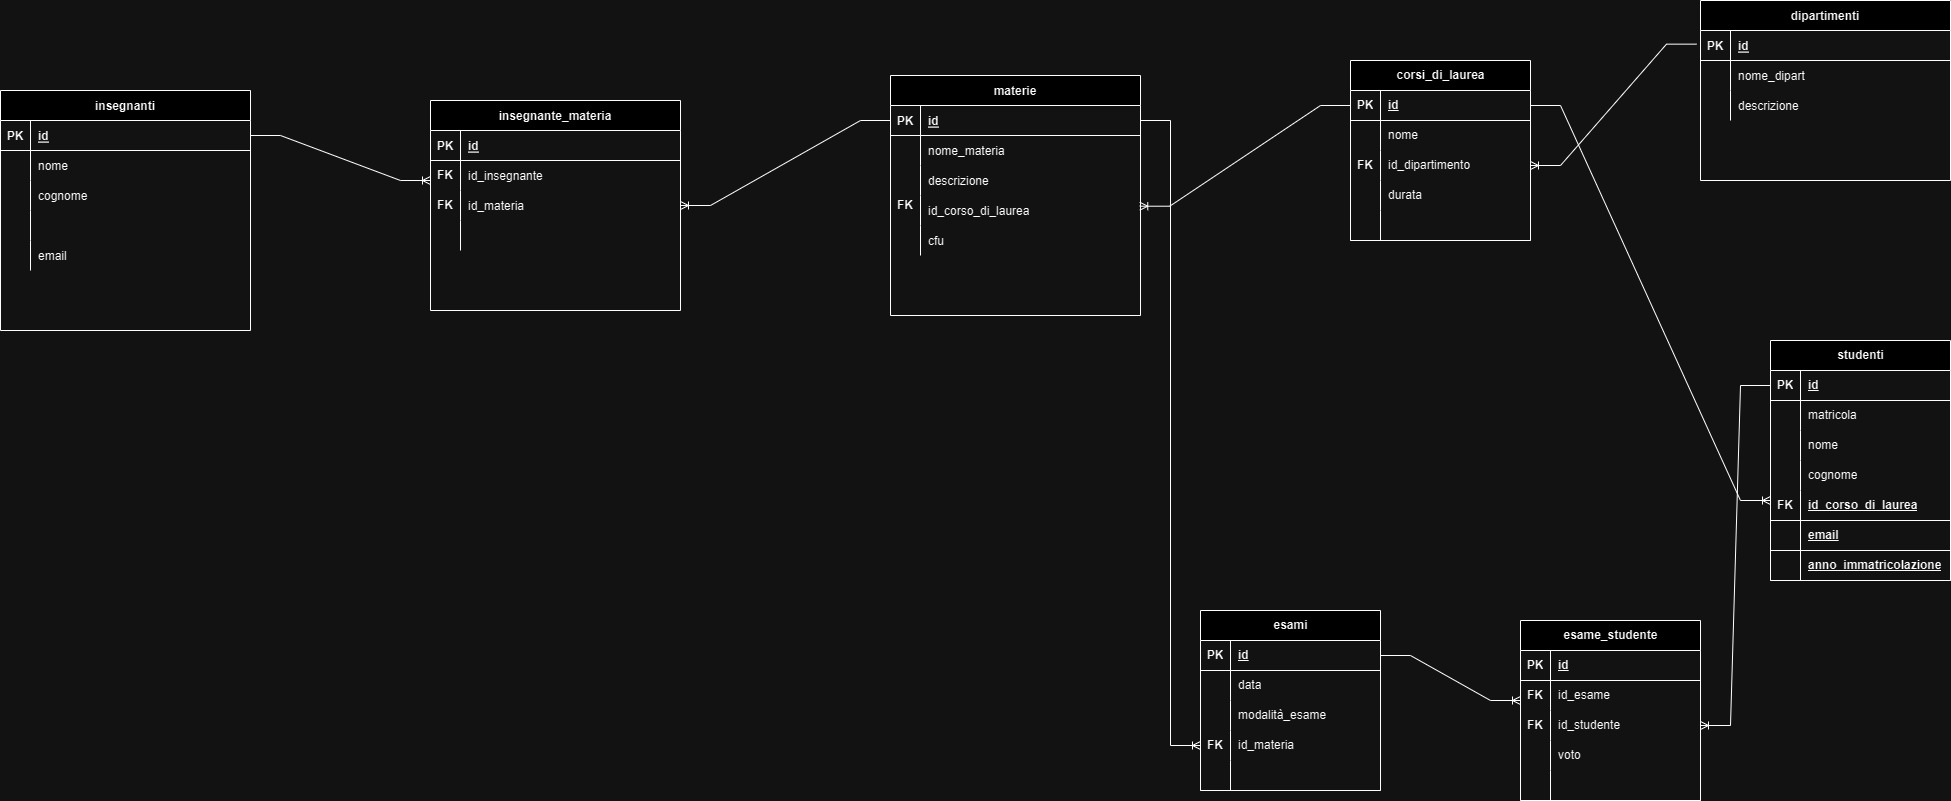 insegnanti
PK id
nome
cognome
email
insegnante_materia
PK id
FK id_insegnante
FK id_materia
materie
PK id
nome_materia
descrizione
FK id_corso_di_laurea
cfu
corsi_di_laurea
PK id
nome
FK id_dipartimento
durata
dipartimenti
PK id
nome_dipart
descrizione
studenti
PK id
matricola
nome
cognome
FK id_corso_di_laurea
email
anno_immatricolazione
esami
PK id
data
modalità_esame
FK id_materia
esame_studente
PK id
FK id_esame
FK id_studente
voto